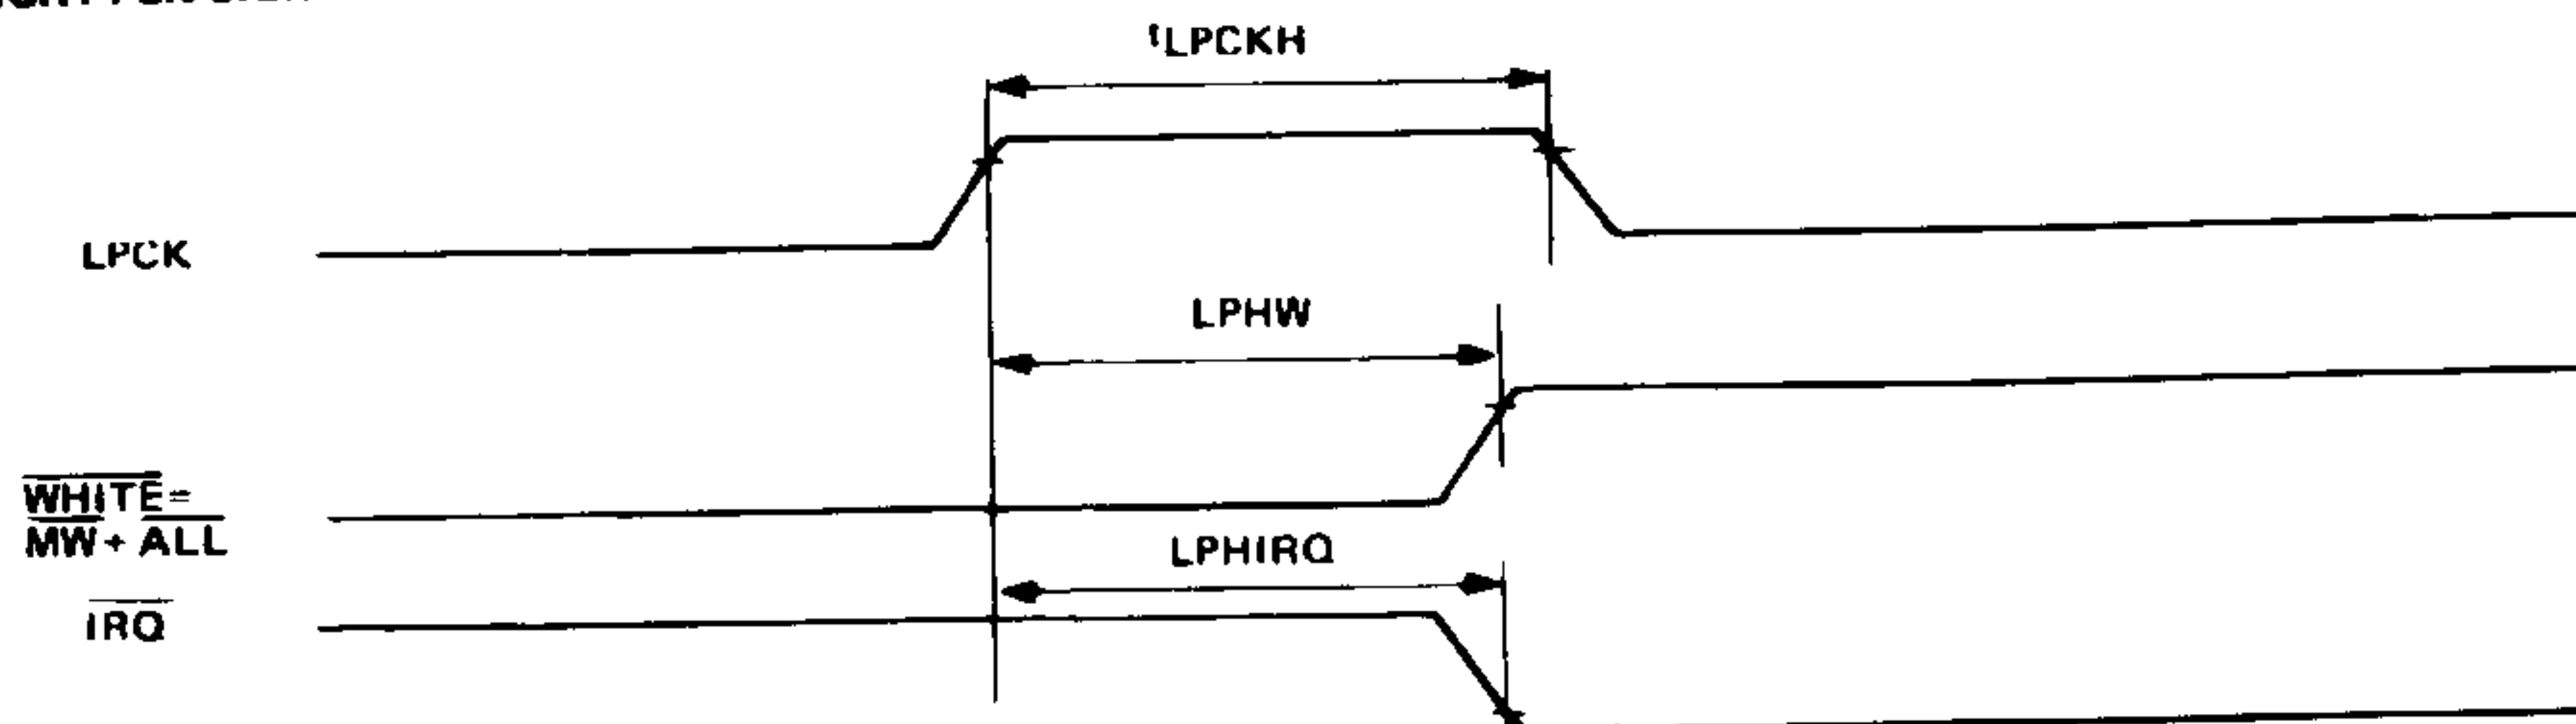 tLPCKH
LPCK
LPHW
WHITE=
MW + ALL
LPHIRQ
IRQ